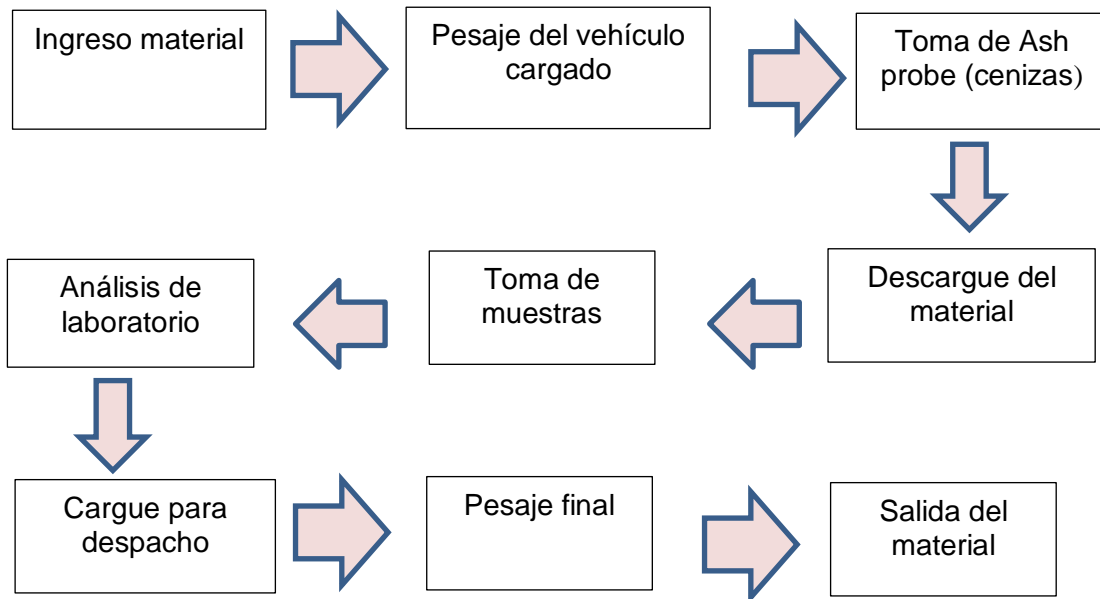 Ingreso material
Pesaje del vehículo
cargado
Toma de Ash
probe (cenizas)
Descargue del
material
Toma de
muestras
Análisis de
laboratorio
Cargue para
despacho
Pesaje final
Salida del
material